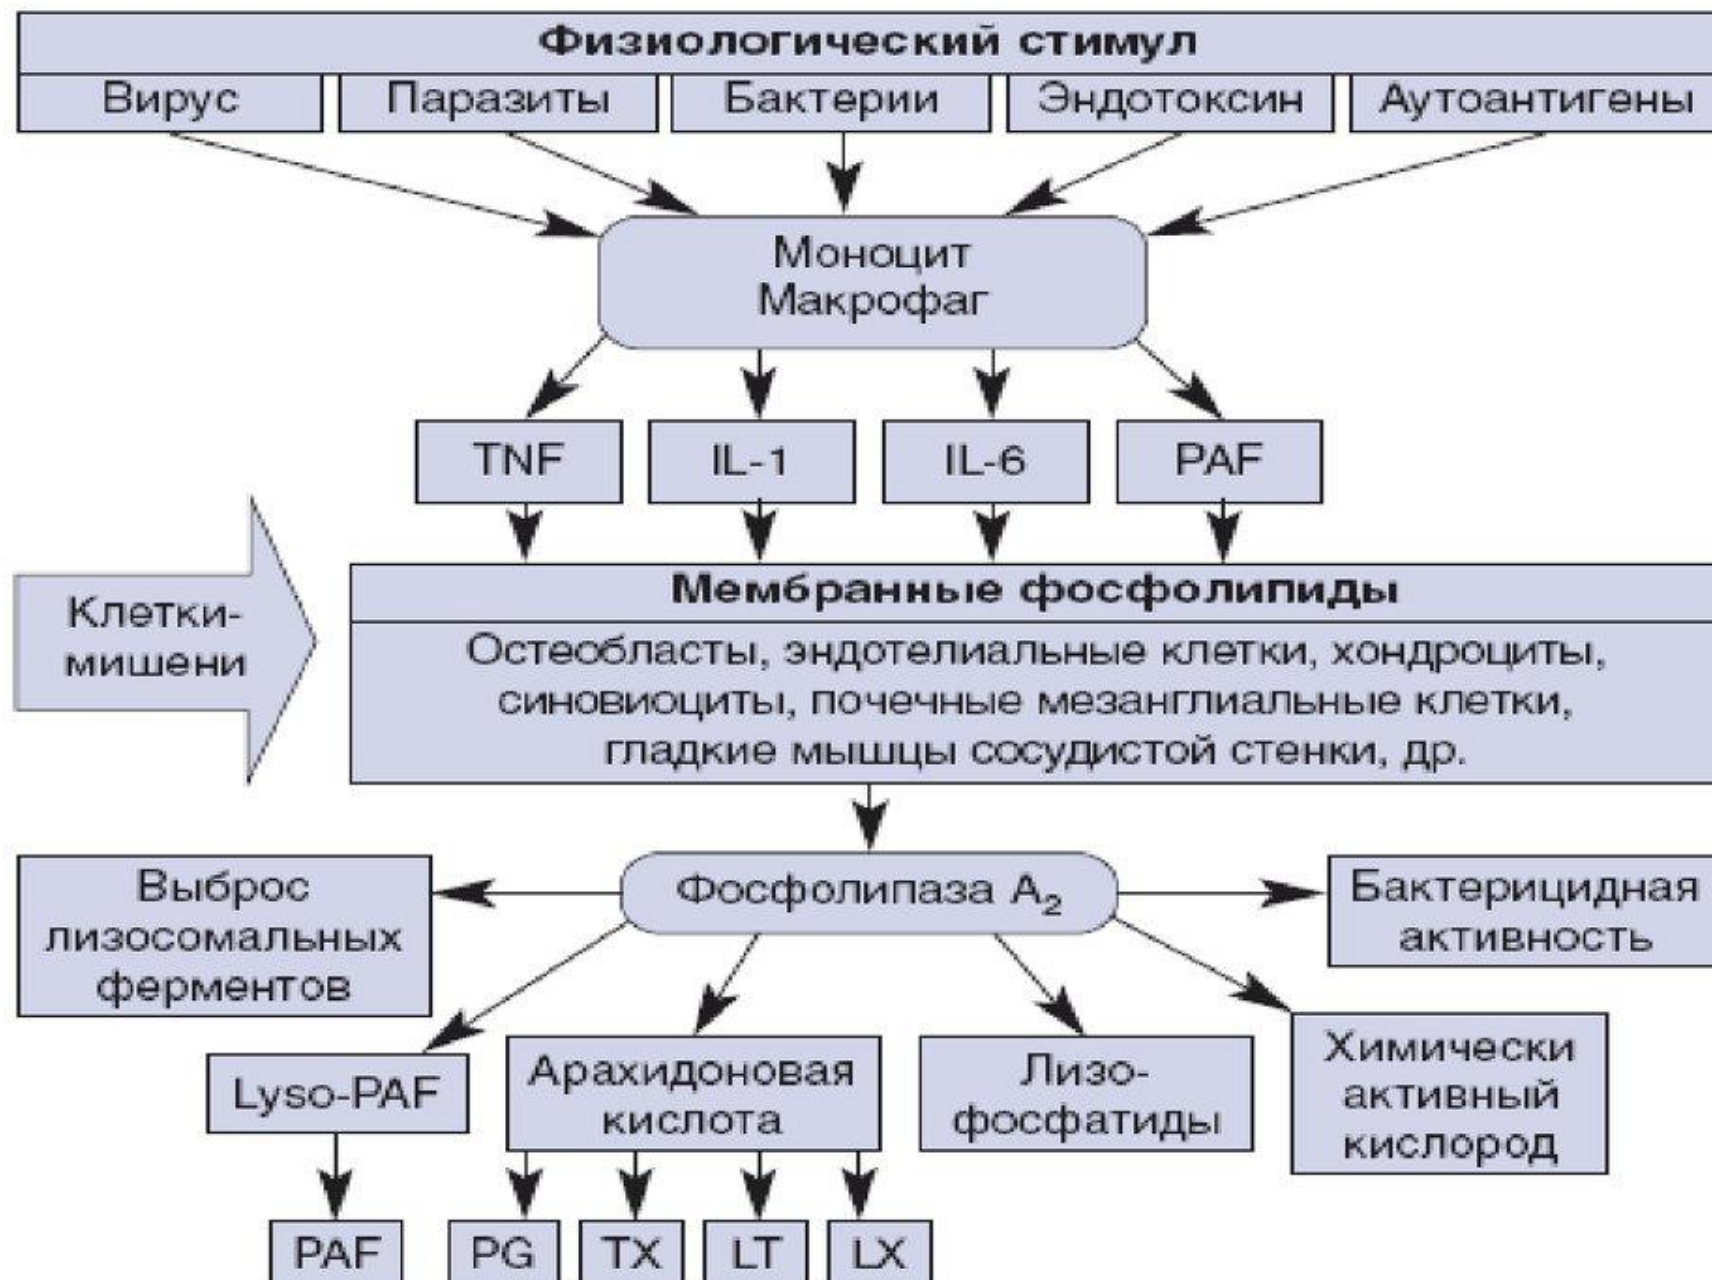 Физиологический стимул
Вирус
Паразиты
Бактерии
Эндотоксин
Аутоантигены
Моноцит
Макрофаг
TNF
IL-1
IL-6
PAF
Клетки-
мишени
Мембранные фосфолипиды
Остеобласты, эндотелиальные клетки, хондроциты,
синовиоциты, почечные мезанглиальные клетки,
гладкие мышцы сосудистой стенки, др.
Фосфолипаза A₂
Выброс
лизосомальных
ферментов
Бактерицидная
активность
Lyso-PAF
Арахидоновая
кислота
Лизо-
фосфатиды
Химически
активный
кислород
PAF
PG
TX
LT
LX